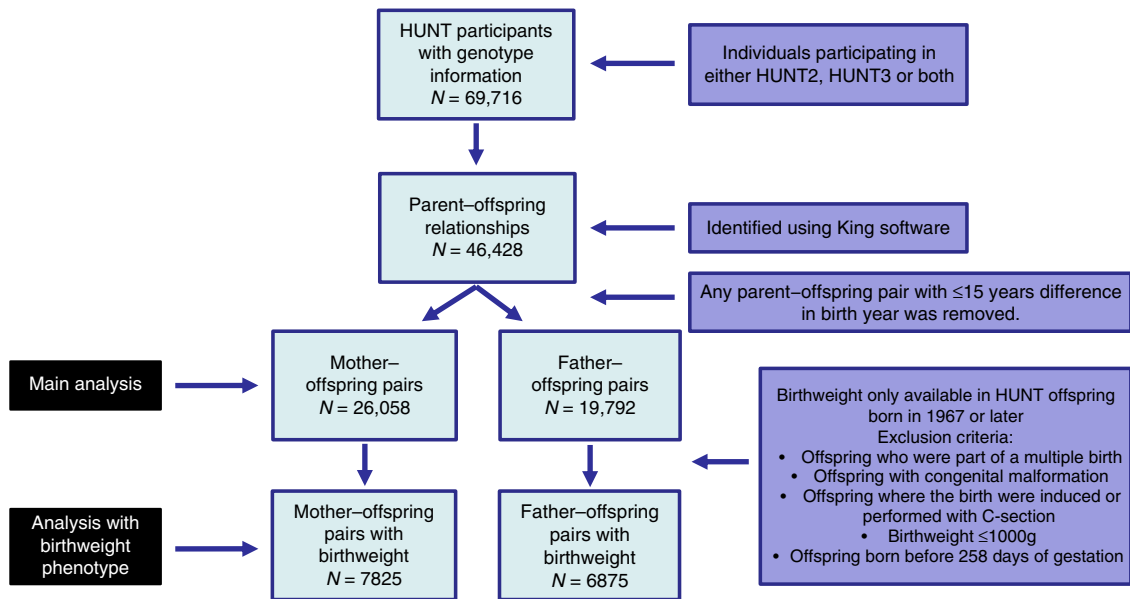 HUNT participants
with genotype
information
N = 69,716
Individuals participating in
either HUNT2, HUNT3 or both
Parent–offspring
relationships
N = 46,428
Identified using King software
Any parent–offspring pair with ≤15 years difference
in birth year was removed.
Main analysis
Mother–
offspring pairs
N = 26,058
Father–
offspring pairs
N = 19,792
Birthweight only available in HUNT offspring
born in 1967 or later
Exclusion criteria:
• Offspring who were part of a multiple birth
• Offspring with congenital malformation
• Offspring where the birth were induced or
performed with C-section
• Birthweight ≤1000g
• Offspring born before 258 days of gestation
Analysis with
birthweight
phenotype
Mother–offspring
pairs with
birthweight
N = 7825
Father–offspring
pairs with
birthweight
N = 6875